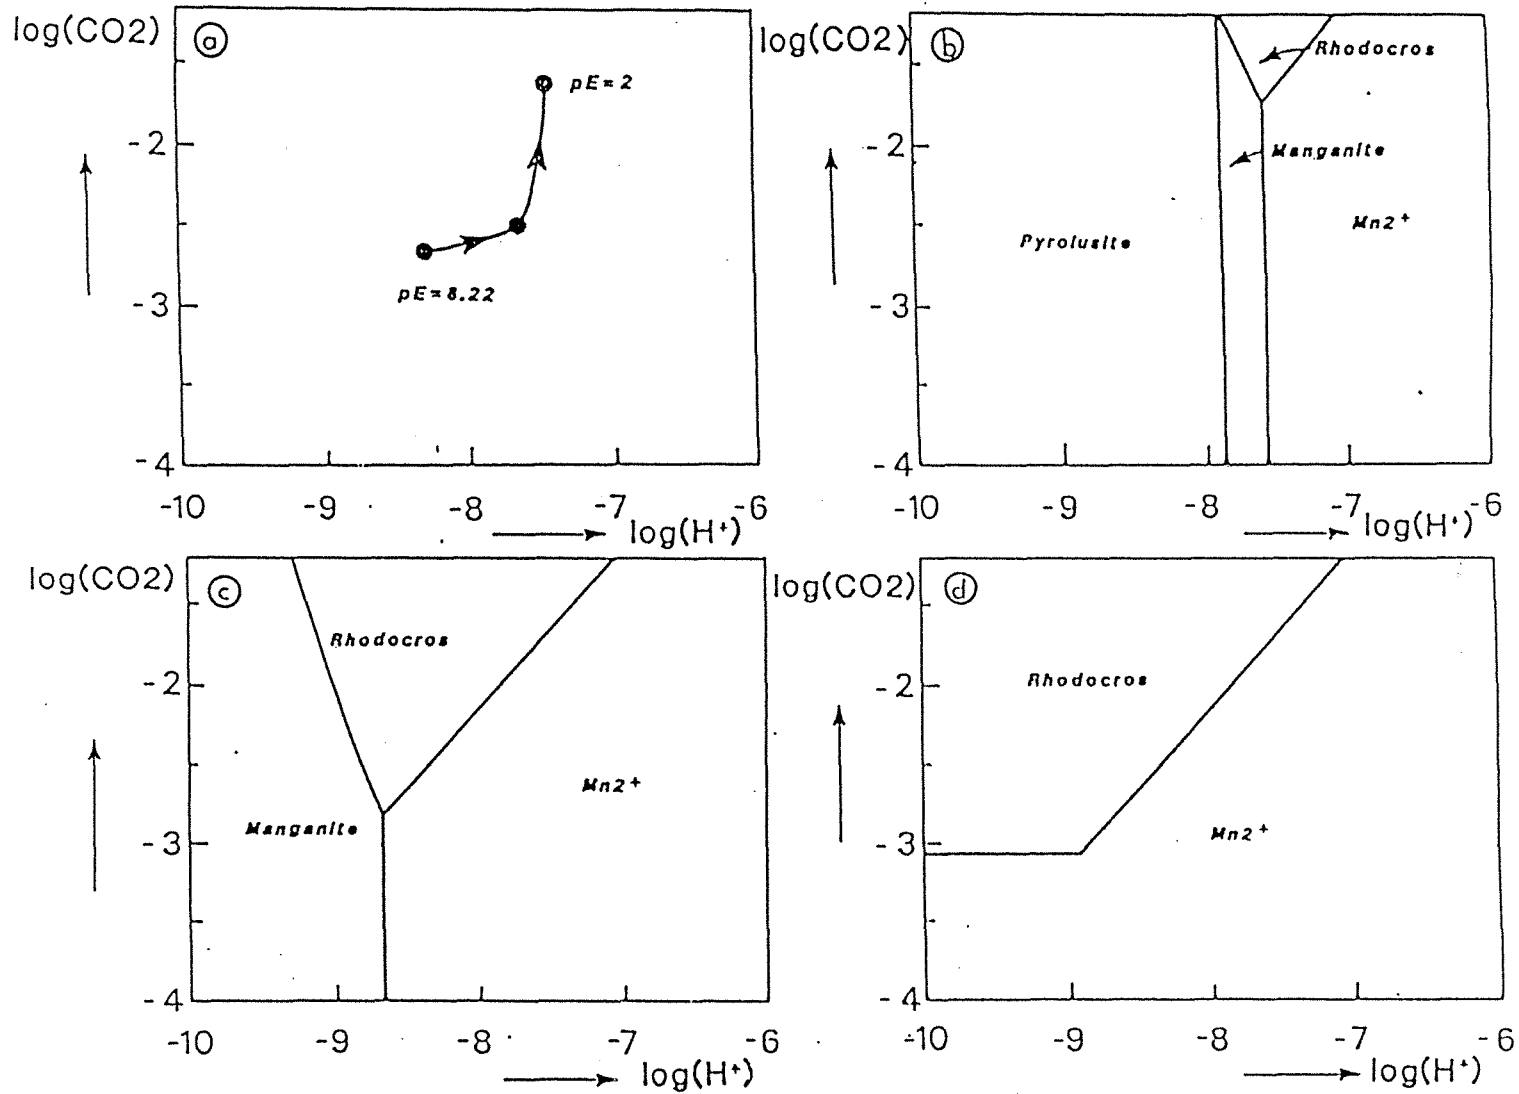 log(CO2)
a
pE=2
-2
pE=8.22
-3
-4
-10 -9 -8 -7 -6
log(H+)
log(CO2)
b
Rhodocros
-2
Manganite
Mn2+
Pyrolusite
-3
-4
-10 -9 -8 -7 -6
log(H+)
log(CO2)
c
Rhodocros
-2
Mn2+
Manganite
-3
-4
-10 -9 -8 -7 -6
log(H+)
log(CO2)
d
Rhodocros
-2
Mn2+
-3
-4
-10 -9 -8 -7 -6
log(H+)